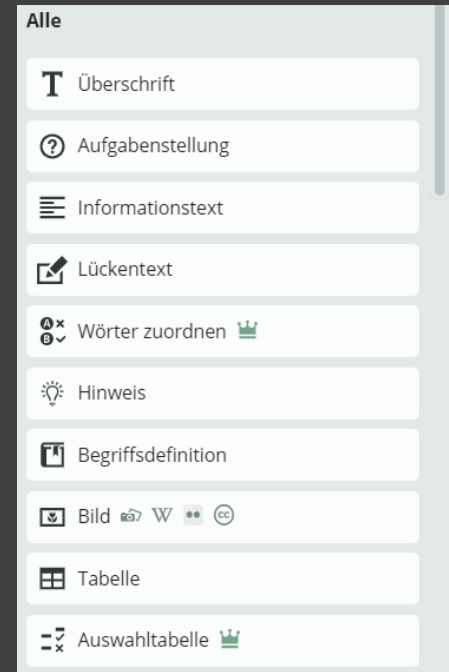 Alle
Überschrift
Aufgabenstellung
Informationstext
Lückentext
Wörter zuordnen
Hinweis
Begriffsdefinition
Bild
Tabelle
Auswahltabelle